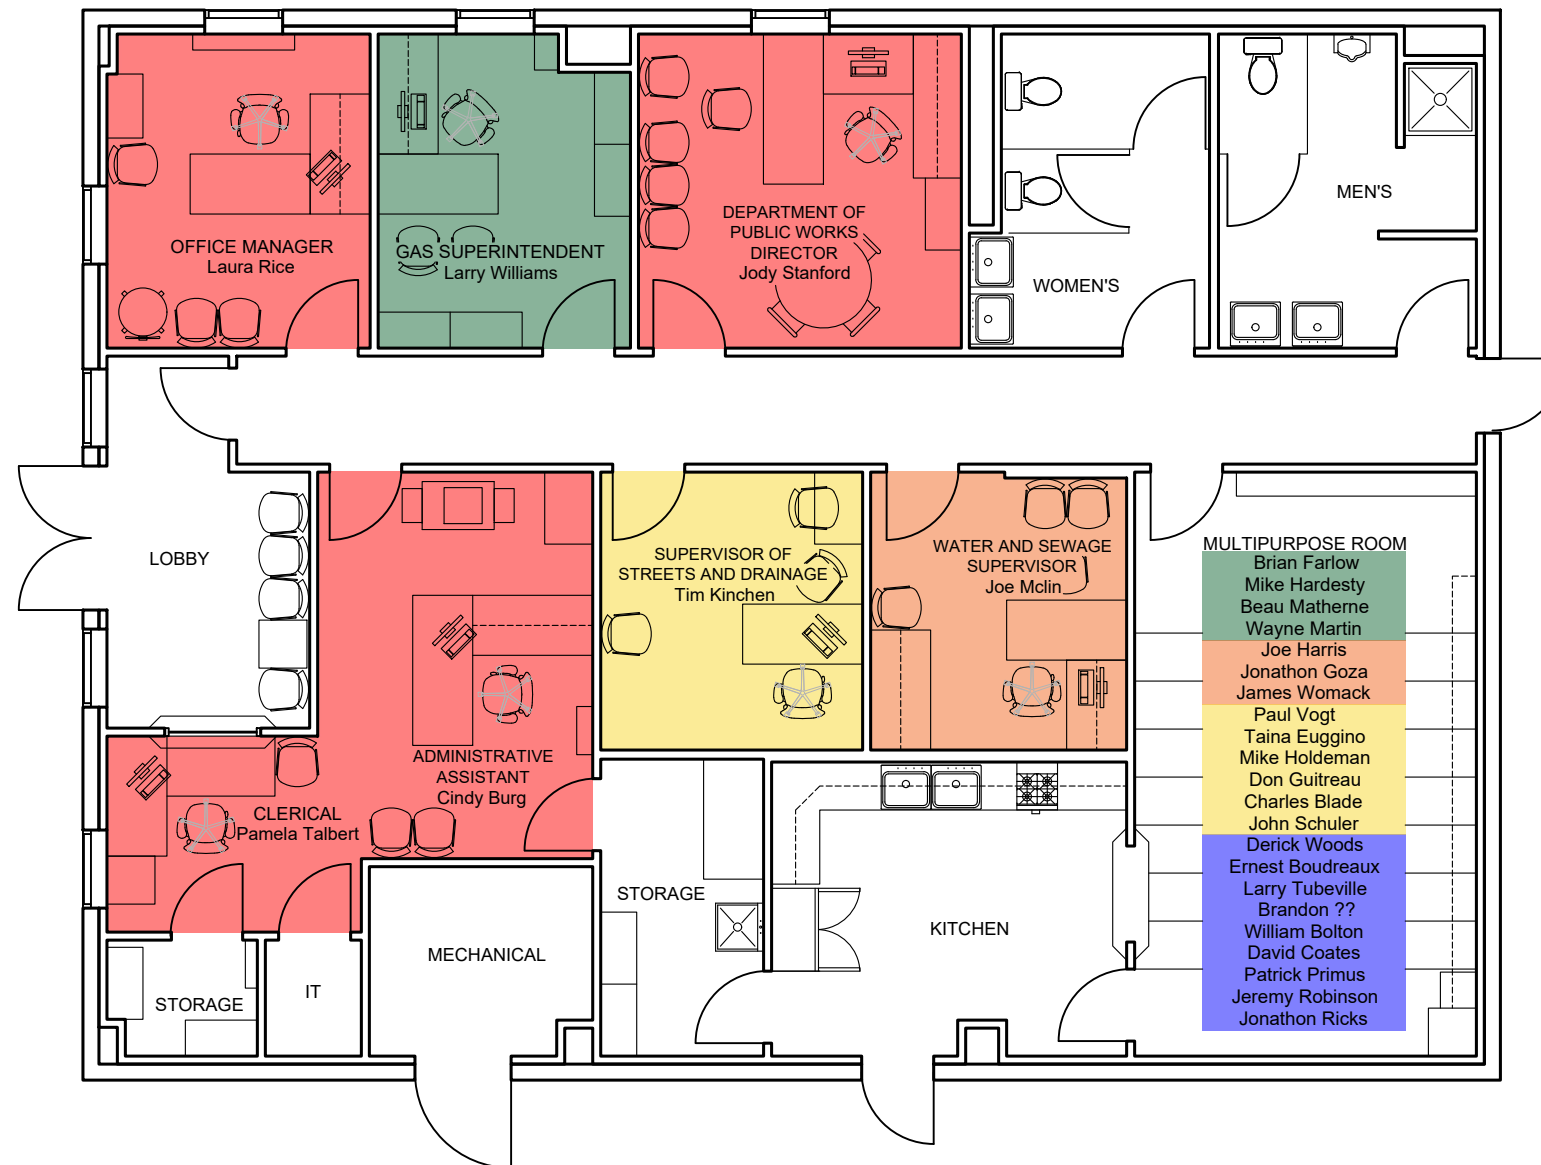 OFFICE MANAGER
Laura Rice
GAS SUPERINTENDENT
Larry Williams
DEPARTMENT OF
PUBLIC WORKS
DIRECTOR
Jody Stanford
WOMEN'S
MEN'S
LOBBY
SUPERVISOR OF
STREETS AND DRAINAGE
Tim Kinchen
WATER AND SEWAGE
SUPERVISOR
Joe Mclin
MULTIPURPOSE ROOM
Brian Farlow
Mike Hardesty
Beau Matherne
Wayne Martin
Joe Harris
Jonathon Goza
James Womack
Paul Vogt
Taina Euggino
Mike Holdeman
Don Guitreau
Charles Blade
John Schuler
Derick Woods
Ernest Boudreaux
Larry Tubeville
Brandon ??
William Bolton
David Coates
Patrick Primus
Jeremy Robinson
Jonathon Ricks
ADMINISTRATIVE
ASSISTANT
Cindy Burg
CLERICAL
Pamela Talbert
STORAGE
KITCHEN
MECHANICAL
IT
STORAGE